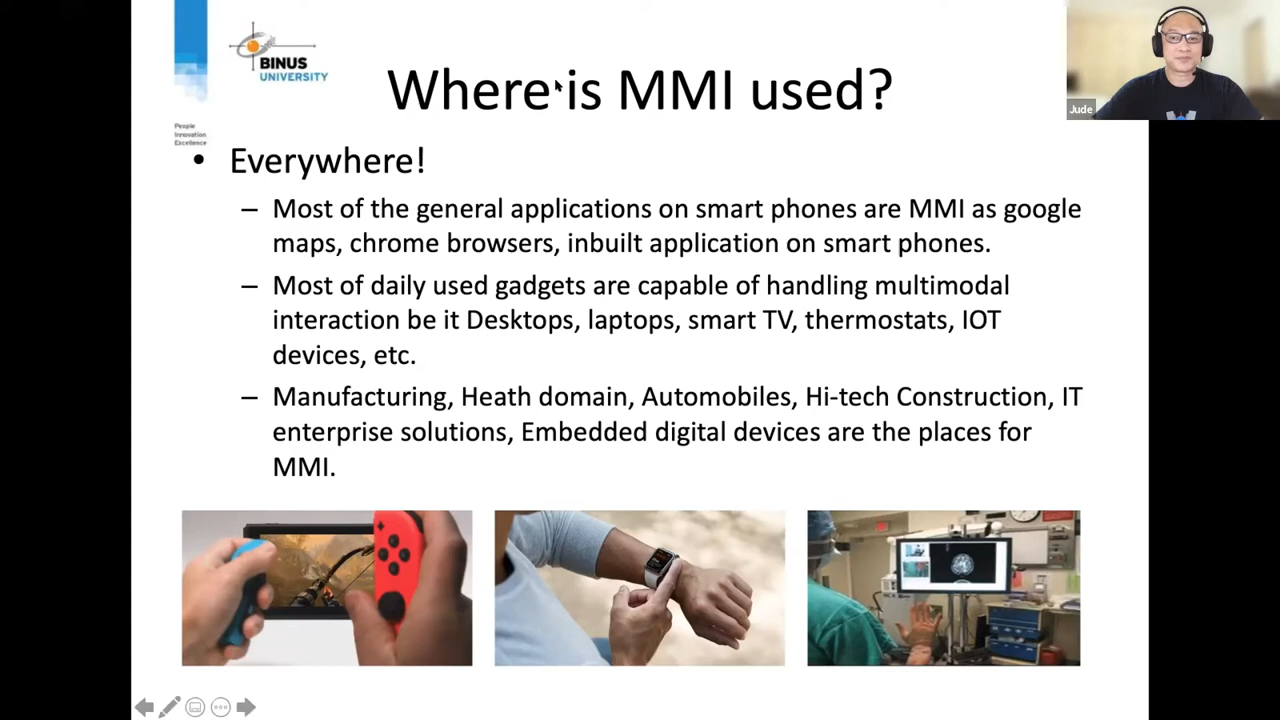 BINUS
UNIVERSITY
People
Innovation
Excellence
Where is MMI used?
Jude
• Everywhere!
– Most of the general applications on smart phones are MMI as google
maps, chrome browsers, inbuilt application on smart phones.
– Most of daily used gadgets are capable of handling multimodal
interaction be it Desktops, laptops, smart TV, thermostats, IOT
devices, etc.
– Manufacturing, Heath domain, Automobiles, Hi-tech Construction, IT
enterprise solutions, Embedded digital devices are the places for
MMI.